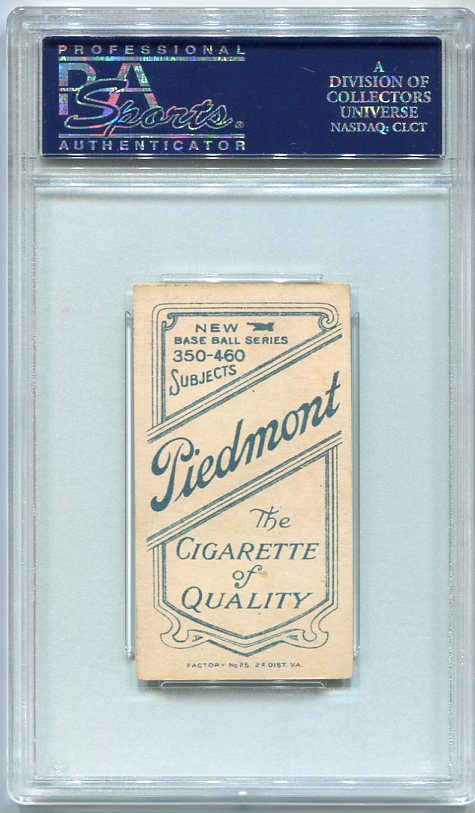 PROFESSIONAL
PSA
Sports®
AUTHENTICATOR
A
DIVISION OF
COLLECTORS
UNIVERSE
NASDAQ: CLCT
NEW
BASE BALL SERIES
350-460
SUBJECTS
Piedmont
The
CIGARETTE
of
QUALITY
FACTORY No 25, 2D DIST. VA.